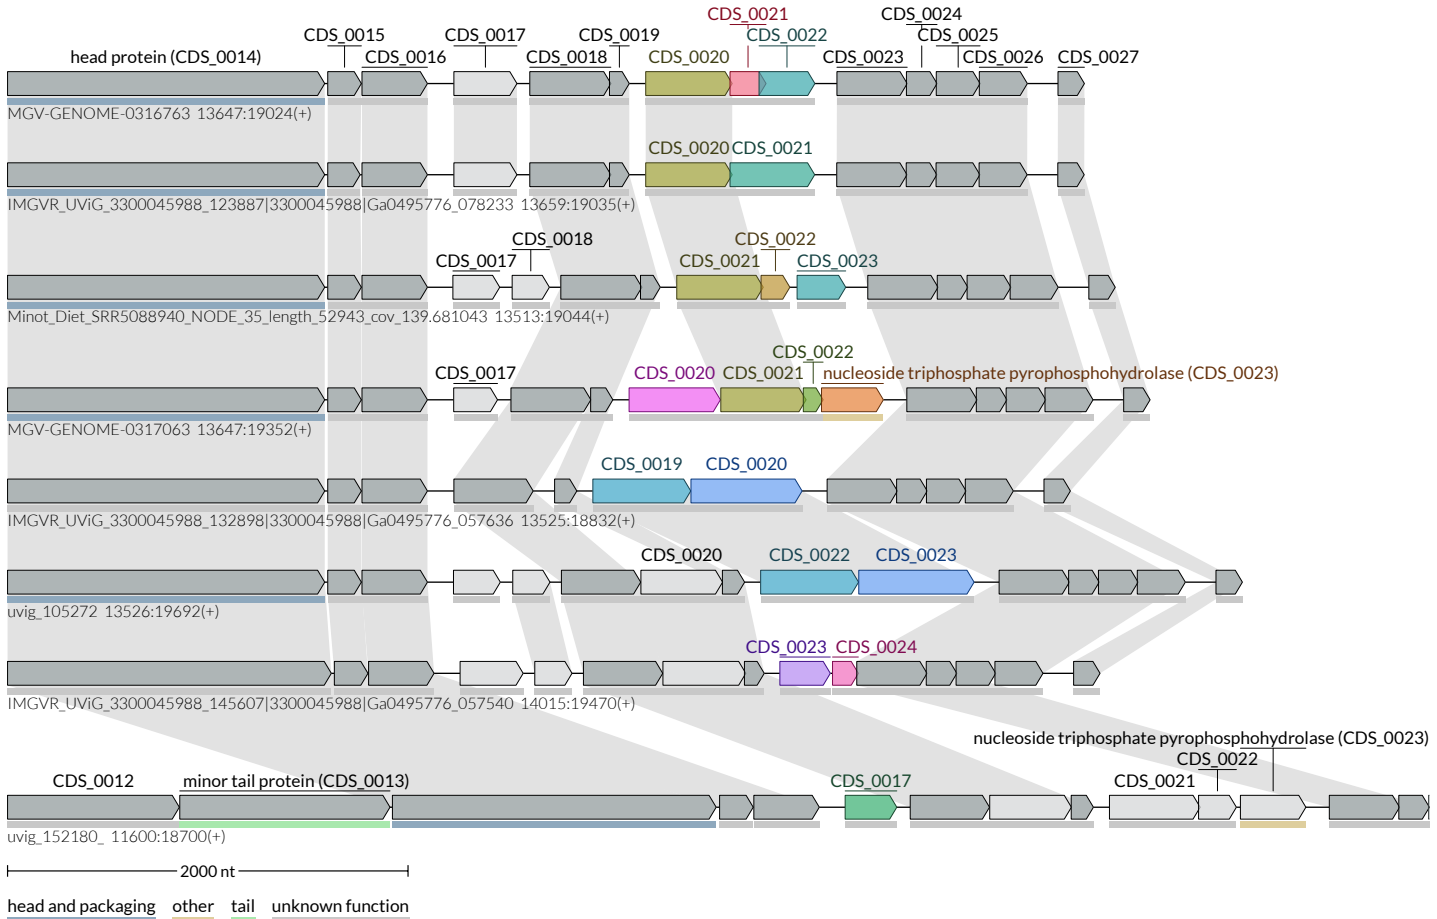 CDS_0021 CDS_0024
CDS_0015 CDS_0017 CDS_0019 CDS_0022 CDS_0025
head protein (CDS_0014) CDS_0016 CDS_0018 CDS_0020 CDS_0023 CDS_0026 CDS_0027
MGV-GENOME-0316763 13647:19024(+)
CDS_0020 CDS_0021
IMGVR_UViG_3300045988_123887|3300045988|Ga0495776_078233 13659:19035(+)
CDS_0018 CDS_0022
CDS_0017 CDS_0021 CDS_0023
Minot_Diet_SRR5088940_NODE_35_length_52943_cov_139.681043 13513:19044(+)
CDS_0022
CDS_0017 CDS_0020 CDS_0021 nucleoside triphosphate pyrophosphohydrolase (CDS_0023)
MGV-GENOME-0317063 13647:19352(+)
CDS_0019 CDS_0020
IMGVR_UViG_3300045988_132898|3300045988|Ga0495776_057636 13525:18832(+)
CDS_0020 CDS_0022 CDS_0023
uvig_105272 13526:19692(+)
CDS_0023 CDS_0024
IMGVR_UViG_3300045988_145607|3300045988|Ga0495776_057540 14015:19470(+)
nucleoside triphosphate pyrophosphohydrolase (CDS_0023)
CDS_0022
CDS_0012 minor tail protein (CDS_0013) CDS_0017 CDS_0021
uvig_152180_ 11600:18700(+)
2000 nt
head and packaging other tail unknown function